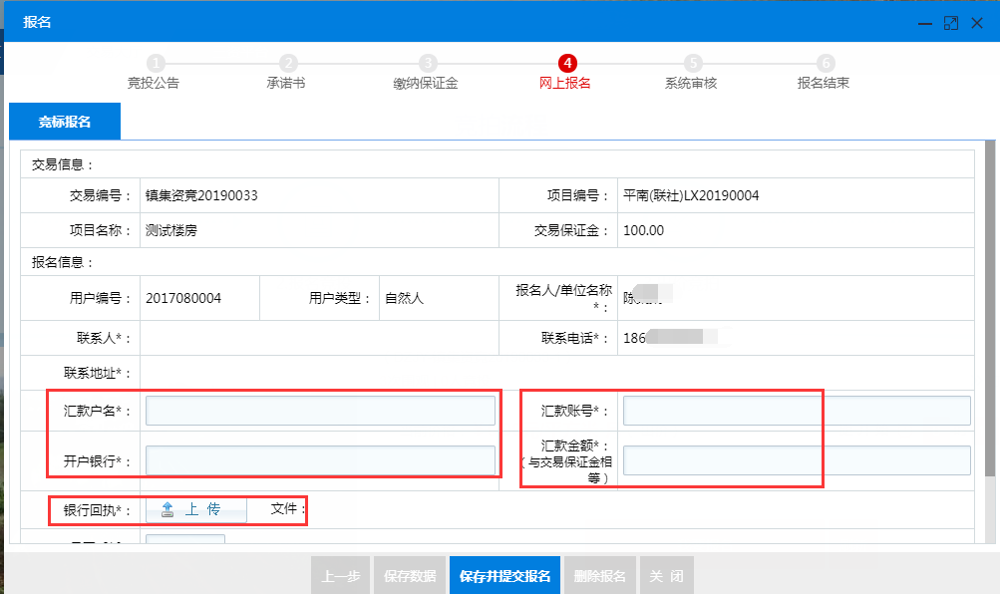 报名
1 2 3 4 5 6
竞投公告 承诺书 缴纳保证金 网上报名 系统审核 报名结束
竞标报名
交易信息：
交易编号： 镇集资竞20190033 项目编号： 平南(联社)LX20190004
项目名称： 测试楼房 交易保证金： 100.00
报名信息：
用户编号： 2017080004 用户类型： 自然人 报名人/单位名称
*： 陈
联系人*： 联系电话*： 186
联系地址*：
汇款户名*： 汇款账号*：
开户银行*： 汇款金额*：
（与交易保证金相
等）
银行回执*： 上 传 文件：
上一步 保存数据 保存并提交报名 删除报名 关 闭